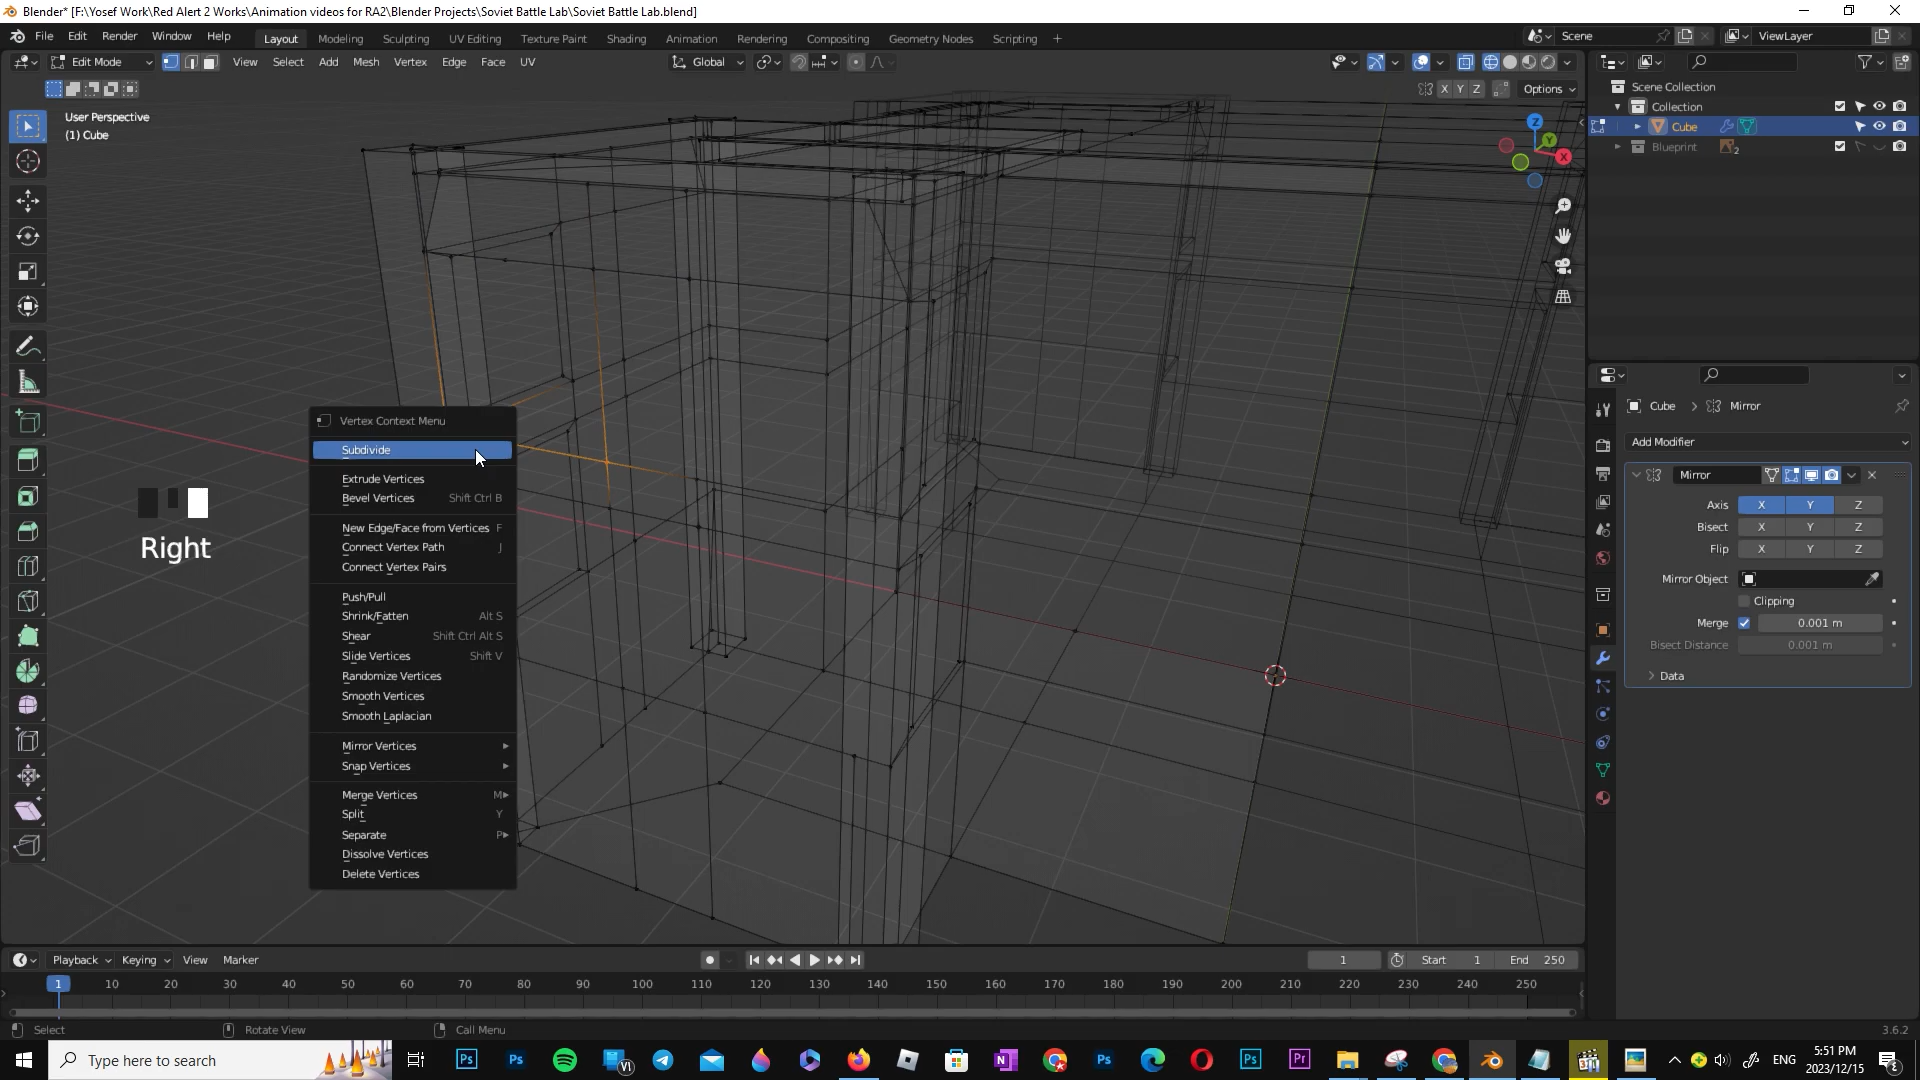 Blender* [F:\Yosef Work\Red Alert 2 Works\Animation videos for RA2\Blender Projects\Soviet Battle Lab\Soviet Battle Lab.blend]
File Edit Render Window Help Layout Modeling Sculpting UV Editing Texture Paint Shading Animation Rendering Compositing Geometry Nodes Scripting + Scene ViewLayer
Edit Mode View Select Add Mesh Vertex Edge Face UV Global
X Y Z Options
User Perspective
(1) Cube
Z
Y
X
Scene Collection
Collection
Cube
Blueprint 2
Vertex Context Menu
Subdivide
Extrude Vertices
Bevel Vertices Shift Ctrl B
New Edge/Face from Vertices F
Connect Vertex Path J
Connect Vertex Pairs
Push/Pull
Shrink/Fatten Alt S
Shear Shift Ctrl Alt S
Slide Vertices Shift V
Randomize Vertices
Smooth Vertices
Smooth Laplacian
Mirror Vertices
Snap Vertices
Merge Vertices M
Split Y
Separate P
Dissolve Vertices
Delete Vertices
Right
Cube > Mirror
Add Modifier
Mirror
Axis X Y Z
Bisect X Y Z
Flip X Y Z
Mirror Object
Clipping
Merge 0.001 m
Bisect Distance 0.001 m
Data
Playback Keying View Marker 1 Start 1 End 250
1 10 20 30 40 50 60 70 80 90 100 110 120 130 140 150 160 170 180 190 200 210 220 230 240 250
Select Rotate View Call Menu 3.6.2
Type here to search
ENG
5:51 PM
2023/12/15